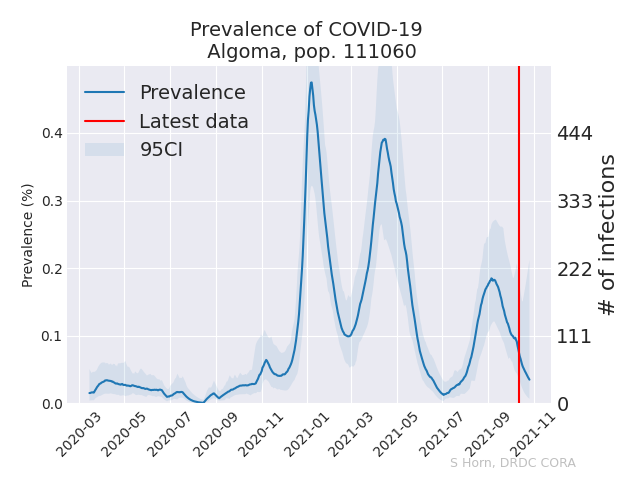 Prevalence of COVID-19
Algoma, pop. 111060
Prevalence
Latest data
95CI
Prevalence (%)
0.4
0.3
0.2
0.1
0.0
444
333
222
111
0
# of infections
2020-03
2020-05
2020-07
2020-09
2020-11
2021-01
2021-03
2021-05
2021-07
2021-09
2021-11
S Horn, DRDC CORA